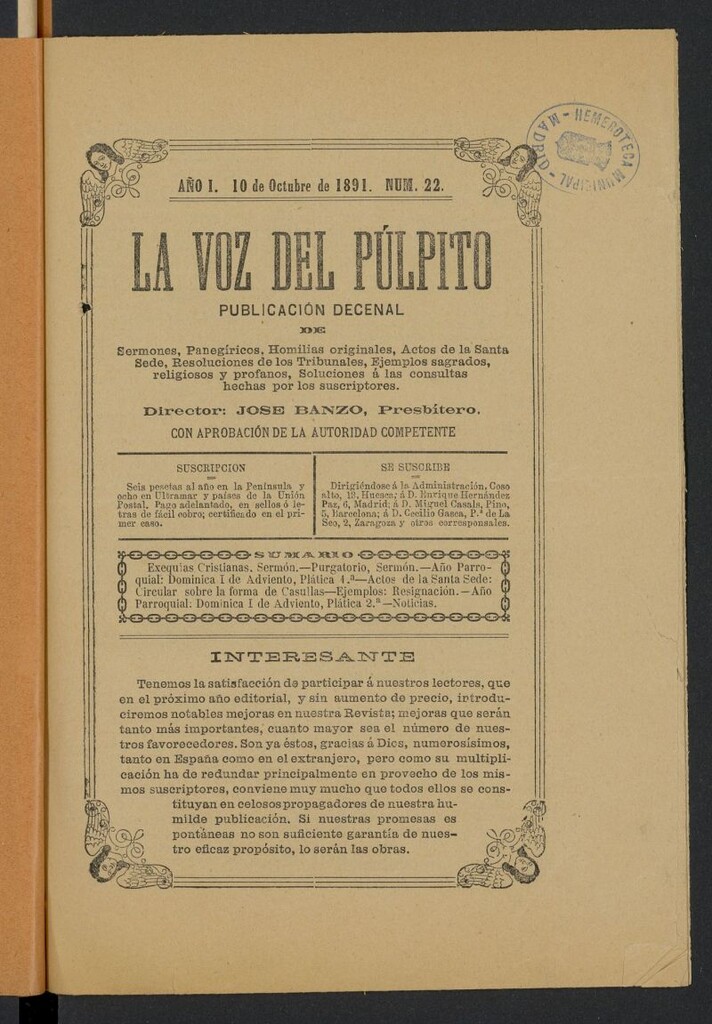 HEMEROTECA MUNICIPAL - MADRID -
AÑO I. 10 de Octubre de 1891. NUM. 22.
LA VOZ DEL PÚLPITO
PUBLICACIÓN DECENAL
DE
Sermones, Panegíricos, Homilias originales, Actos de la Santa
Sede, Resoluciones de los Tribunales, Ejemplos sagrados,
religiosos y profanos, Soluciones á las consultas
hechas por los suscriptores.
Director: JOSE BANZO, Presbítero.
CON APROBACIÓN DE LA AUTORIDAD COMPETENTE
SUSCRIPCION
Seis pesetas al año en la Península y
ocho en Ultramar y países de la Unión
Postal. Pago adelantado, en sellos ó le-
tras de fácil cobro; certificado en el pri-
mer caso.
SE SUSCRIBE
Dirigiéndose á la Administración, Coso
alto, 19, Huesca; á D. Enrique Hernández
Paz, 6, Madrid; á D. Miguel Casals, Pino,
5, Barcelona; á D. Cecilio Gasca, P.ª de La
Seo, 2, Zaragoza y otros corresponsales.
SUMARIO
Exequias Cristianas. Sermón.—Purgatorio, Sermón.—Año Parro-
quial: Dominica I de Adviento, Plática 1.ª—Actos de la Santa Sede:
Circular sobre la forma de Casullas—Ejemplos: Resignación.—Año
Parroquial: Dominica I de Adviento, Plática 2.ª—Noticias.
INTERESANTE
Tenemos la satisfacción de participar á nuestros lectores, que
en el próximo año editorial, y sin aumento de precio, introdu-
ciremos notables mejoras en nuestra Revista; mejoras que serán
tanto más importantes, cuanto mayor sea el número de nues-
tros favorecedores. Son ya éstos, gracias á Dios, numerosísimos,
tanto en España como en el extranjero, pero como su multipli-
cación ha de redundar principalmente en provecho de los mis-
mos suscriptores, conviene muy mucho que todos ellos se cons-
tituyan en celosos propagadores de nuestra hu-
milde publicación. Si nuestras promesas es
pontáneas no son suficiente garantía de nues-
tro eficaz propósito, lo serán las obras.